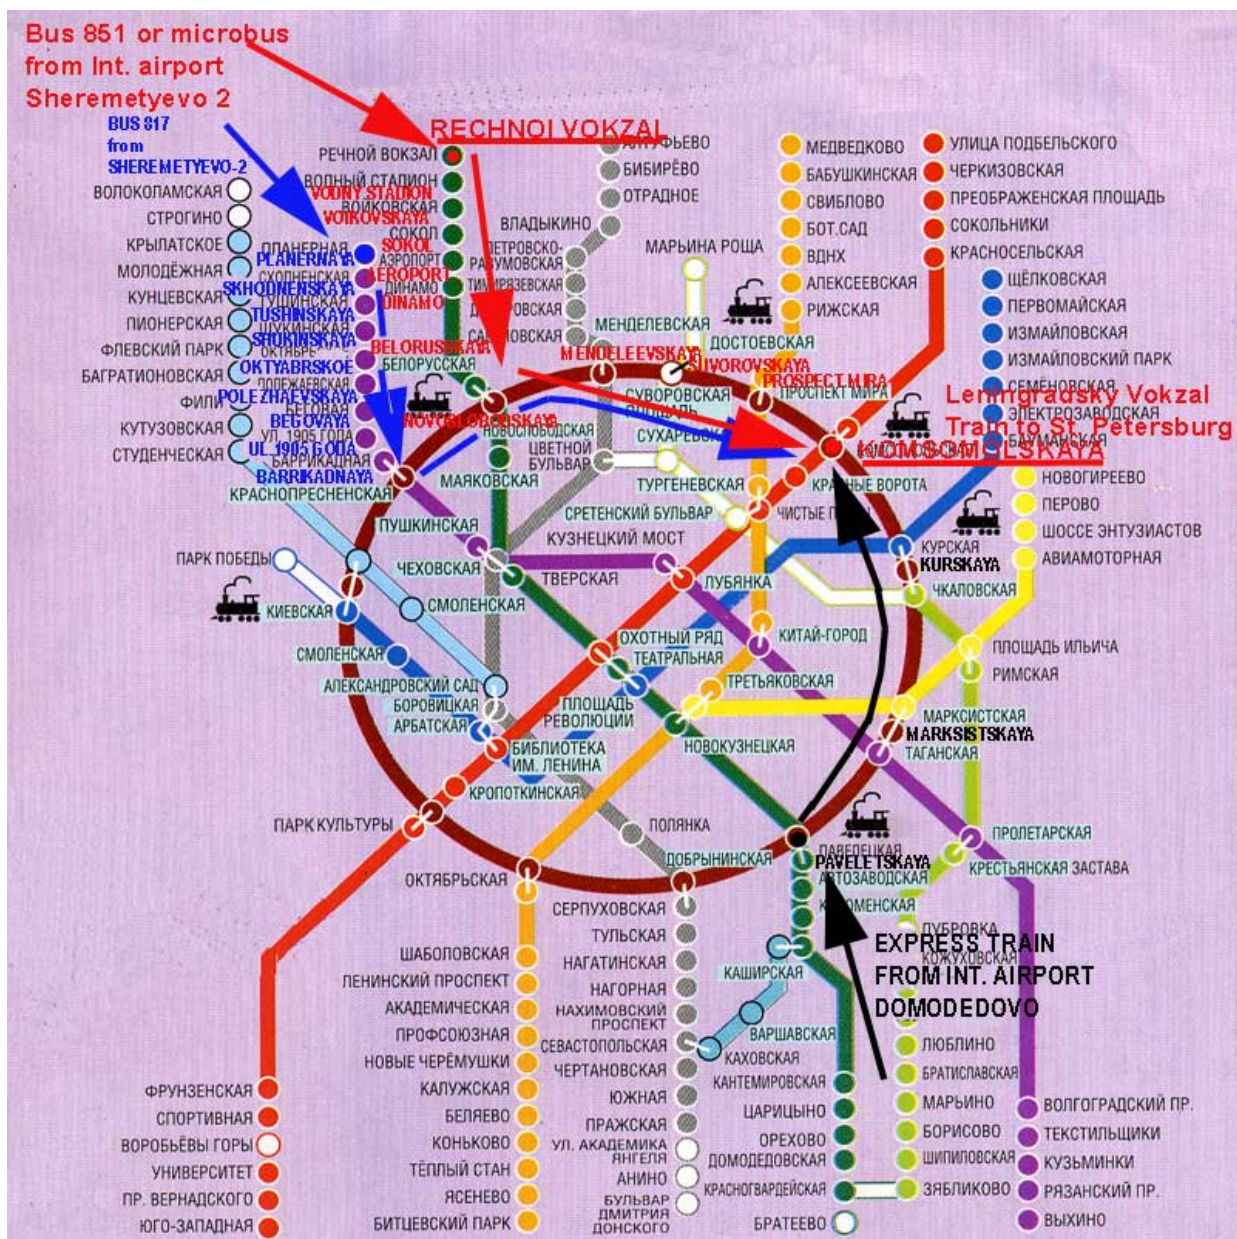 Bus 851 or microbus
from Int. airport
Sheremetyevo 2
BUS 817
from
SHEREMETYEVO-2
RECHNOI VOKZAL
РЕЧНОЙ ВОКЗАЛ
ВОДНЫЙ СТАДИОН
VODNY STADION
ВОЙКОВСКАЯ
VOIKOVSKAYA
СОКОЛ
SOKOL
АЭРОПОРТ
AEROPORT
ДИНАМО
DINAMO
BELORUSSKAYA
БЕЛОРУССКАЯ
ВОЛОКОЛАМСКАЯ
СТРОГИНО
КРЫЛАТСКОЕ
МОЛОДЁЖНАЯ
КУНЦЕВСКАЯ
ПИОНЕРСКАЯ
ФЛЕВСКИЙ ПАРК
БАГРАТИОНОВСКАЯ
ФИЛИ
КУТУЗОВСКАЯ
СТУДЕНЧЕСКАЯ
ПЛАНЕРНАЯ
PLANERNAYA
СХОДНЕНСКАЯ
SKHODNENSKAYA
ТУШИНСКАЯ
TUSHINSKAYA
ЩУКИНСКАЯ
SHUKINSKAYA
OKTYABRSKOE
ПОЛЕЖАЕВСКАЯ
POLEZHAEVSKAYA
БЕГОВАЯ
BEGOVAYA
УЛ. 1905 ГОДА
UL.1905 GODA
БАРРИКАДНАЯ
BARRIKADNAYA
КРАСНОПРЕСНЕНСКАЯ
АЛТУФЬЕВО
БИБИРЁВО
ОТРАДНОЕ
ВЛАДЫКИНО
ПЕТРОВСКО-
РАЗУМОВСКАЯ
ТИМИРЯЗЕВСКАЯ
МАРЬИНА РОЩА
МЕНДЕЛЕВСКАЯ
MENDELEEVSKAYA
ДОСТОЕВСКАЯ
SUVOROVSKAYA
СУВОРОВСКАЯ
ПЛОЩАДЬ
PROSPECT MIRA
ПРОСПЕКТ МИРА
NOVOSLOBODSKAYA
НОВОСЛОБОДСКАЯ
МЕДВЕДКОВО
БАБУШКИНСКАЯ
СВИБЛОВО
БОТ.САД
ВДНХ
АЛЕКСЕЕВСКАЯ
РИЖСКАЯ
УЛИЦА ПОДБЕЛЬСКОГО
ЧЕРКИЗОВСКАЯ
ПРЕОБРАЖЕНСКАЯ ПЛОЩАДЬ
СОКОЛЬНИКИ
КРАСНОСЕЛЬСКАЯ
ЩЁЛКОВСКАЯ
ПЕРВОМАЙСКАЯ
ИЗМАЙЛОВСКАЯ
ИЗМАЙЛОВСКИЙ ПАРК
СЕМЁНОВСКАЯ
ЭЛЕКТРОЗАВОДСКАЯ
БАУМАНСКАЯ
Leningradsky Vokzal
Train to St. Petersburg
KOMSOMOLSKAYA
НОВОГИРЕЕВО
ПЕРОВО
ШОССЕ ЭНТУЗИАСТОВ
АВИАМОТОРНАЯ
МАЯКОВСКАЯ
ЦВЕТНОЙ
БУЛЬВАР
ТУРГЕНЕВСКАЯ
КРАСНЫЕ ВОРОТА
СРЕТЕНСКИЙ БУЛЬВАР
ПУШКИНСКАЯ
КУЗНЕЦКИЙ МОСТ
КУРСКАЯ
KURSKAYA
ПАРК ПОБЕДЫ
ЧЕХОВСКАЯ
ТВЕРСКАЯ
ЛУБЯНКА
ЧКАЛОВСКАЯ
КИЕВСКАЯ
СМОЛЕНСКАЯ
ОХОТНЫЙ РЯД
КИТАЙ-ГОРОД
ТЕАТРАЛЬНАЯ
ПЛОЩАДЬ ИЛЬИЧА
СМОЛЕНСКАЯ
РИМСКАЯ
АЛЕКСАНДРОВСКИЙ САД
ТРЕТЬЯКОВСКАЯ
БОРОВИЦКАЯ
ПЛОЩАДЬ
РЕВОЛЮЦИИ
АРБАТСКАЯ
МАРКСИСТСКАЯ
MARKSISTSKAYA
БИБЛИОТЕКА
ИМ. ЛЕНИНА
НОВОКУЗНЕЦКАЯ
ТАГАНСКАЯ
КРОПОТКИНСКАЯ
ПАРК КУЛЬТУРЫ
ПОЛЯНКА
ПРОЛЕТАРСКАЯ
ДОБРЫНИНСКАЯ
ПАВЕЛЕЦКАЯ
PAVELETSKAYA
КРЕСТЬЯНСКАЯ ЗАСТАВА
ОКТЯБРЬСКАЯ
АВТОЗАВОДСКАЯ
СЕРПУХОВСКАЯ
ТУЛЬСКАЯ
ДУБРОВКА
EXPRESS TRAIN
FROM INT. AIRPORT
DOMODEDOVO
КОЖУХОВСКАЯ
ШАБОЛОВСКАЯ
НАГАТИНСКАЯ
КАШИРСКАЯ
ЛЕНИНСКИЙ ПРОСПЕКТ
НАГОРНАЯ
АКАДЕМИЧЕСКАЯ
НАХИМОВСКИЙ
ПРОСПЕКТ
ПРОФСОЮЗНАЯ
СЕВАСТОПОЛЬСКАЯ
ВАРШАВСКАЯ
ЛЮБЛИНО
НОВЫЕ ЧЕРЁМУШКИ
ЧЕРТАНОВСКАЯ
КАХОВСКАЯ
БРАТИСЛАВСКАЯ
ФРУНЗЕНСКАЯ
КАЛУЖСКАЯ
ЮЖНАЯ
КАНТЕМИРОВСКАЯ
МАРЬИНО
ВОЛГОГРАДСКИЙ ПР.
СПОРТИВНАЯ
БЕЛЯЕВО
ПРАЖСКАЯ
ЦАРИЦЫНО
БОРИСОВО
ТЕКСТИЛЬЩИКИ
ВОРОБЬЁВЫ ГОРЫ
КОНЬКОВО
УЛ. АКАДЕМИКА
ЯНГЕЛЯ
ОРЕХОВО
ШИПИЛОВСКАЯ
КУЗЬМИНКИ
УНИВЕРСИТЕТ
ТЁПЛЫЙ СТАН
АНИНО
ДОМОДЕДОВСКАЯ
ЗЯБЛИКОВО
РЯЗАНСКИЙ ПР.
ПР. ВЕРНАДСКОГО
ЯСЕНЕВО
БУЛЬВАР
ДМИТРИЯ
ДОНСКОГО
КРАСНОГВАРДЕЙСКАЯ
ВЫХИНО
ЮГО-ЗАПАДНАЯ
БИТЦЕВСКИЙ ПАРК
БРАТЕЕВО